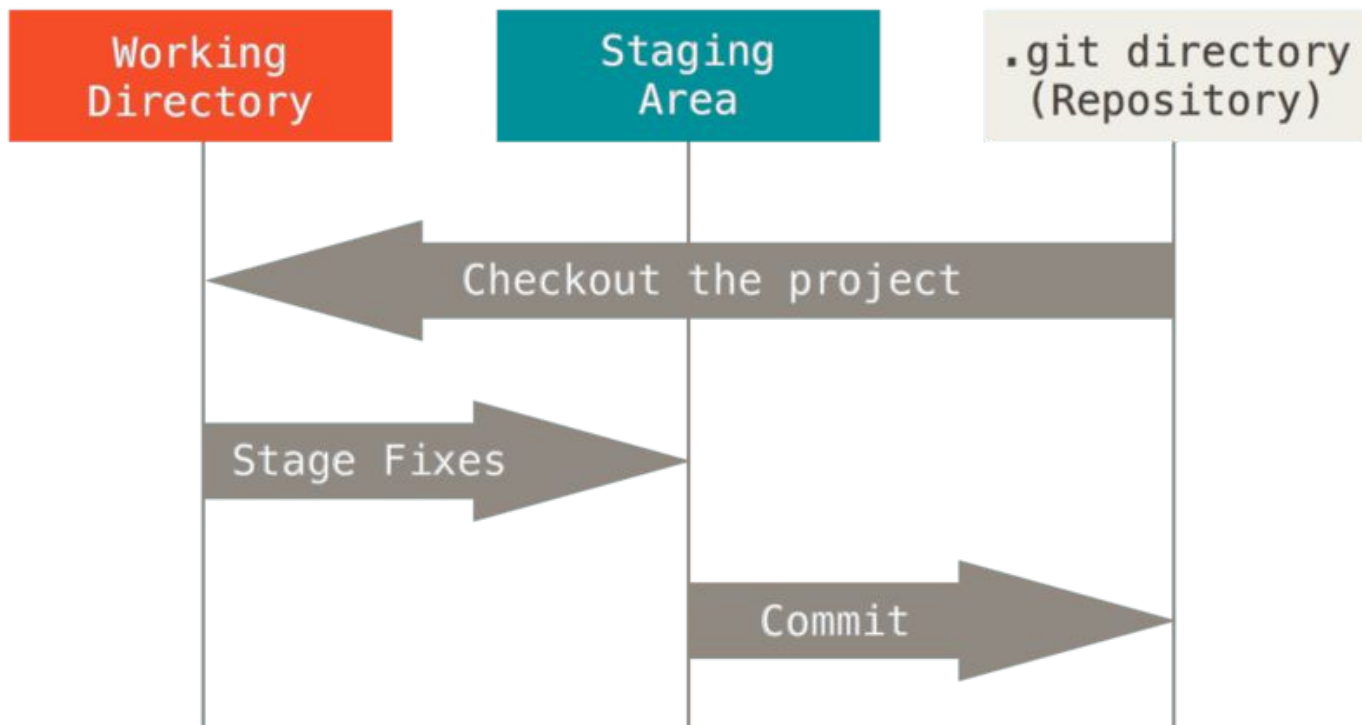 Working
Directory
Staging
Area
.git directory
(Repository)
Checkout the project
Stage Fixes
Commit